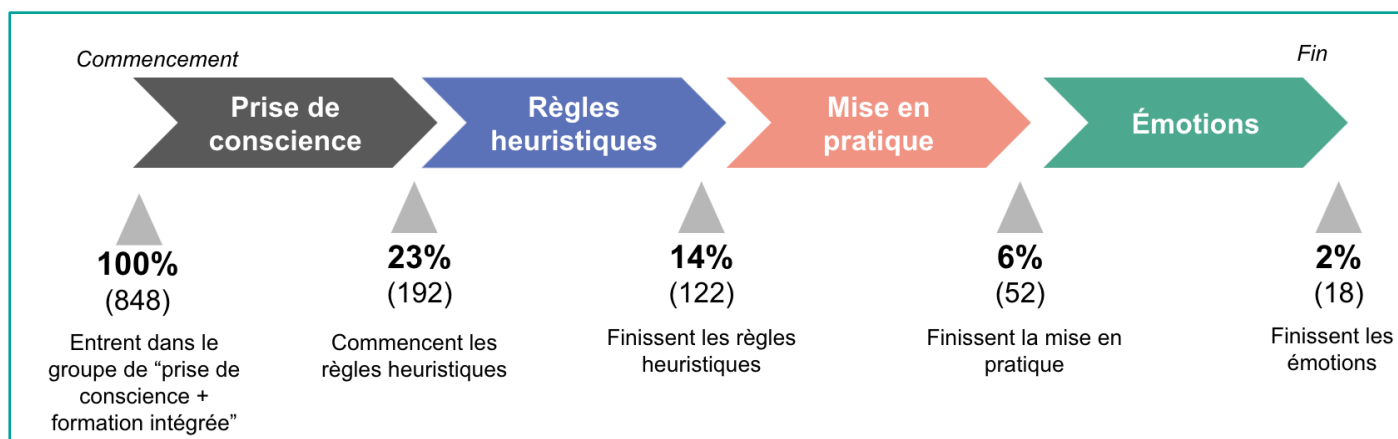 Commencement
Fin
Prise de
conscience
Règles
heuristiques
Mise en
pratique
Émotions
100%
(848)
Entrent dans le
groupe de “prise de
conscience +
formation intégrée”
23%
(192)
Commencent les
règles heuristiques
14%
(122)
Finissent les règles
heuristiques
6%
(52)
Finissent la mise en
pratique
2%
(18)
Finissent les
émotions